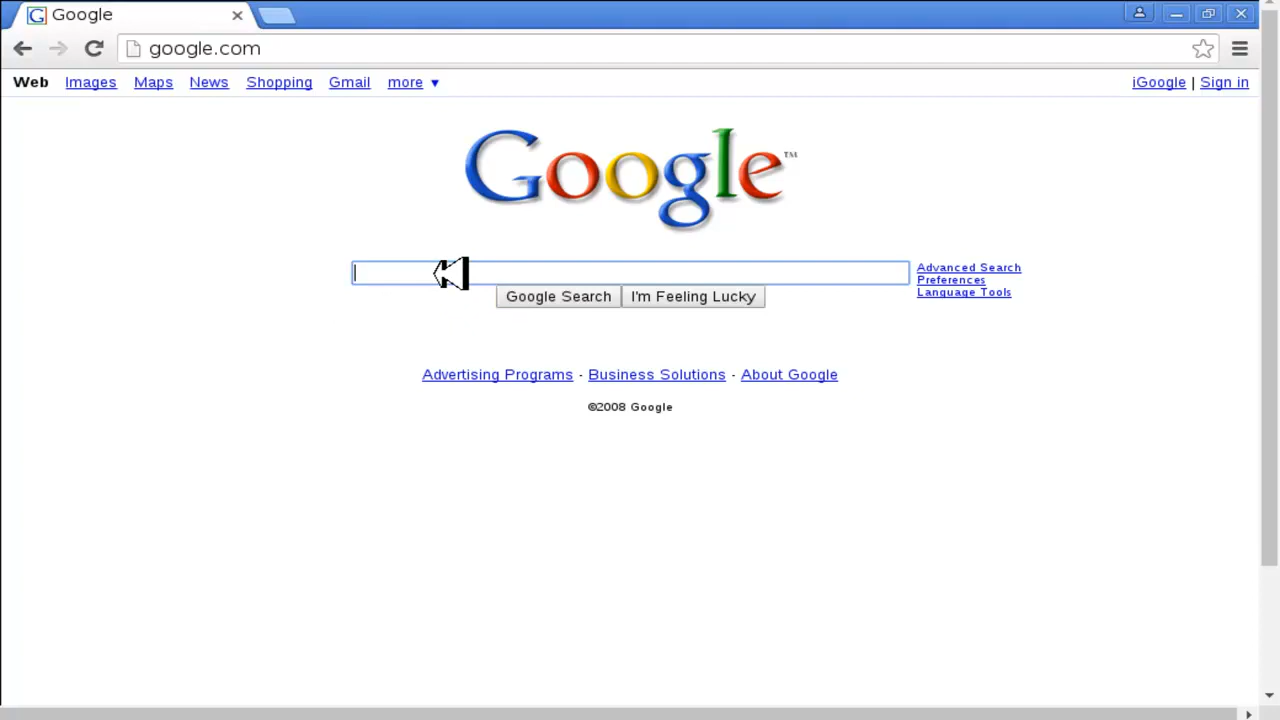 Google
google.com
Web Images Maps News Shopping Gmail more ▼ iGoogle | Sign in
Google™
Advanced Search
Preferences
Language Tools
Google Search I'm Feeling Lucky
Advertising Programs - Business Solutions - About Google
©2008 Google